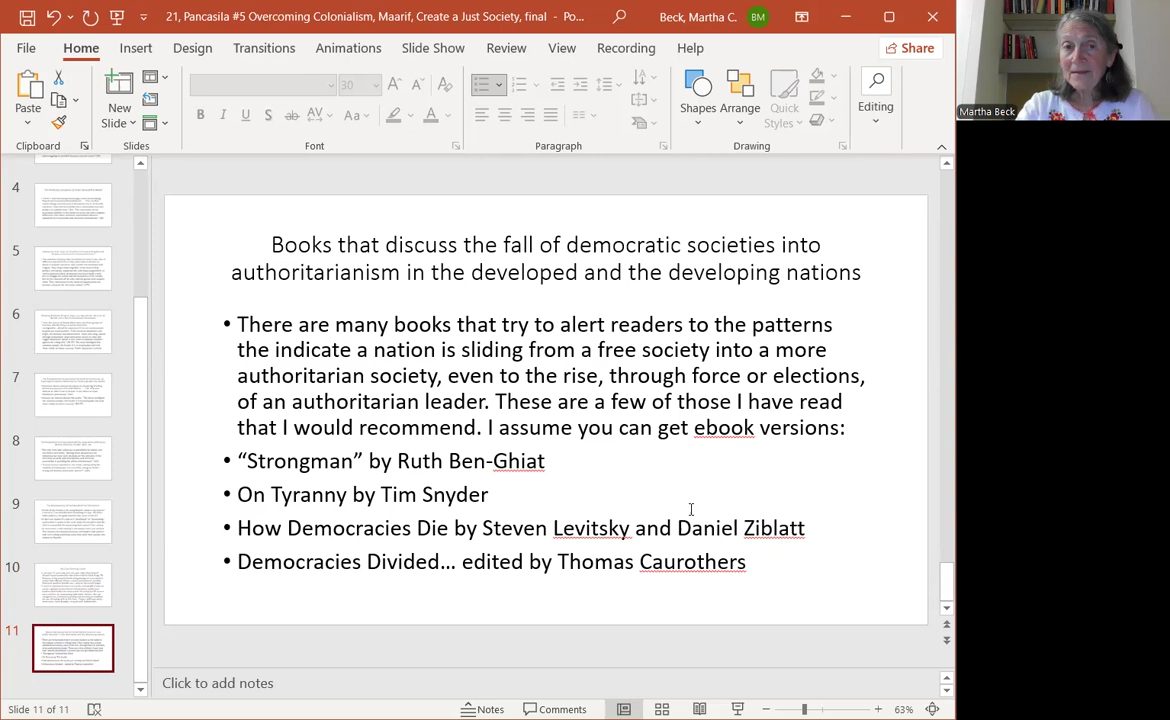 21, Pancasila #5 Overcoming Colonialism, Maarif, Create a Just Society, final - Po...
Beck, Martha C.
BM
File
Home
Insert
Design
Transitions
Animations
Slide Show
Review
View
Recording
Help
Share
Paste
New
Slide
30
Shapes
Arrange
Quick
Styles
Editing
Clipboard
Slides
Font
Paragraph
Drawing
Martha Beck
4
5
6
7
8
9
10
11
Books that discuss the fall of democratic societies into
authoritarianism in the developed and the developing nations
• There are many books that try ro alert readers to the patterns
the indicate a nation is sliding from a free society into a more
authoritarian society, even to the rise, through force or elections,
of an authoritarian leader. These are a few of those I have read
that I would recommend. I assume you can get ebook versions:
• “Strongman” by Ruth Ben-Ghiat
• On Tyranny by Tim Snyder
• How Democracies Die by Steven Levitsky and Daniel Ziblatt
• Democracies Divided... edited by Thomas Caurothers
Click to add notes
Slide 11 of 11
Notes
Comments
63%